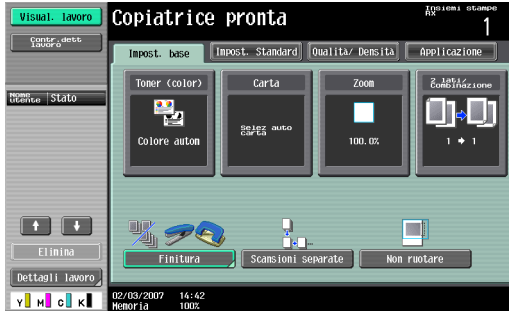 Visual. lavoro
Contr.dett
lavoro
Nome
utente
Stato
Elimina
Dettagli lavoro
Y M C K
Copiatrice pronta
Insiemi stampe
RX
1
Impost. base
Impost. Standard
Qualità/ Densità
Applicazione
Toner (color)
Colore autom
Carta
Selez auto
carta
Zoom
100.0%
2 lati/
Combinazione
1 → 1
Finitura
Scansioni separate
Non ruotare
02/03/2007 14:42
Memoria 100%